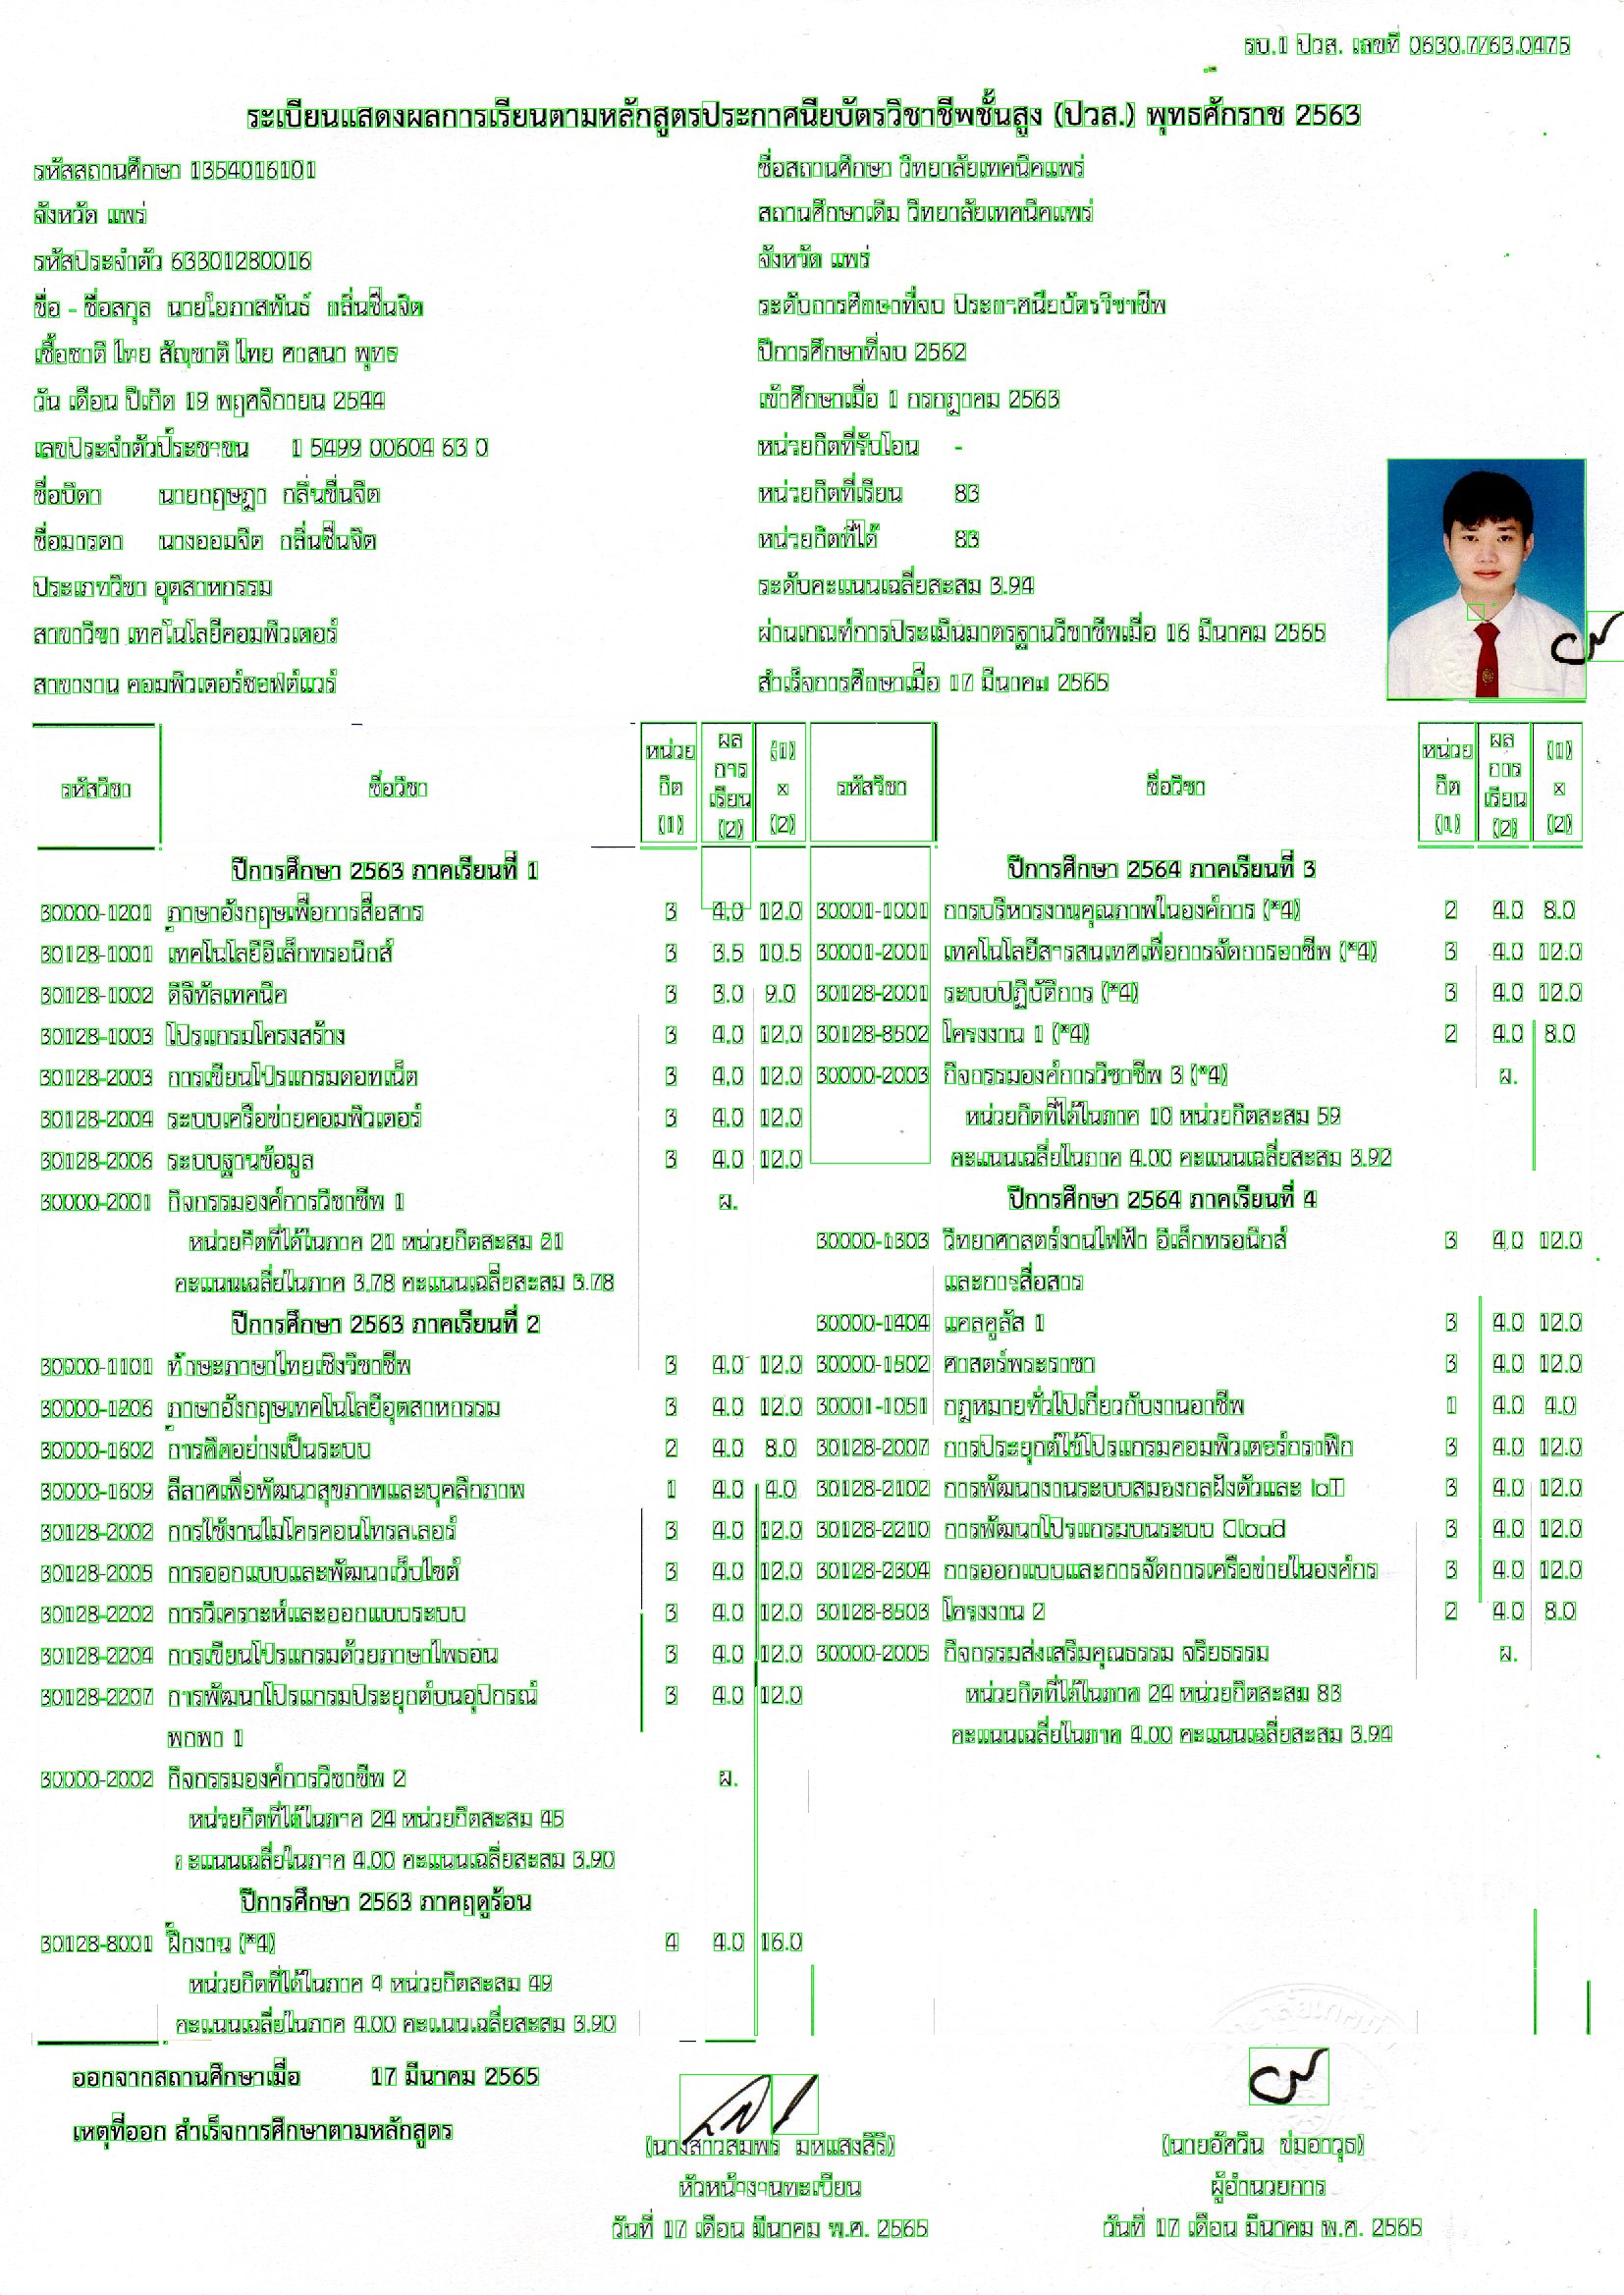 รบ.1 ปวส. เลขที่ 0630.7/63.0475
ระเบียนแสดงผลการเรียนตามหลักสูตรประกาศนียบัตรวิชาชีพชั้นสูง (ปวส.) พุทธศักราช 2563
รหัสสถานศึกษา 1354016101
จังหวัด แพร่
รหัสประจำตัว 63301280016
ชื่อ - ชื่อสกุล นายโอภาสพันธ์ กลิ่นชื่นจิต
เชื้อชาติ ไทย สัญชาติ ไทย ศาสนา พุทธ
วัน เดือน ปีเกิด 19 พฤศจิกายน 2544
เลขประจำตัวประชาชน 1 5499 00604 63 0
ชื่อบิดา นายกฤษฎา กลิ่นชื่นจิต
ชื่อมารดา นางออมจิต กลิ่นชื่นจิต
ประเภทวิชา อุตสาหกรรม
สาขาวิชา เทคโนโลยีคอมพิวเตอร์
สาขางาน คอมพิวเตอร์ซอฟต์แวร์
ชื่อสถานศึกษา วิทยาลัยเทคนิคแพร่
สถานศึกษาเดิม วิทยาลัยเทคนิคแพร่
จังหวัด แพร่
ระดับการศึกษาที่จบ ประกาศนียบัตรวิชาชีพ
ปีการศึกษาที่จบ 2562
เข้าศึกษาเมื่อ 1 กรกฎาคม 2563
หน่วยกิตที่รับโอน -
หน่วยกิตที่เรียน 83
หน่วยกิตที่ได้ 83
ระดับคะแนนเฉลี่ยสะสม 3.94
ผ่านเกณฑ์การประเมินมาตรฐานวิชาชีพเมื่อ 16 มีนาคม 2565
สำเร็จการศึกษาเมื่อ 17 มีนาคม 2565
รหัสวิชา ชื่อวิชา หน่วยกิต (1) ผลการเรียน (2) (1) x (2)
ปีการศึกษา 2563 ภาคเรียนที่ 1
30000-1201 ภาษาอังกฤษเพื่อการสื่อสาร 3 4.0 12.0
30128-1001 เทคโนโลยีอิเล็กทรอนิกส์ 3 3.5 10.5
30128-1002 ดิจิทัลเทคนิค 3 3.0 9.0
30128-1003 โปรแกรมโครงสร้าง 3 4.0 12.0
30128-2003 การเขียนโปรแกรมดอทเน็ต 3 4.0 12.0
30128-2004 ระบบเครือข่ายคอมพิวเตอร์ 3 4.0 12.0
30128-2006 ระบบฐานข้อมูล 3 4.0 12.0
30000-2001 กิจกรรมองค์การวิชาชีพ 1 ผ.
หน่วยกิตที่ได้ในภาค 21 หน่วยกิตสะสม 21
คะแนนเฉลี่ยในภาค 3.78 คะแนนเฉลี่ยสะสม 3.78
ปีการศึกษา 2563 ภาคเรียนที่ 2
30000-1101 ทักษะภาษาไทยเชิงวิชาชีพ 3 4.0 12.0
30000-1206 ภาษาอังกฤษเทคโนโลยีอุตสาหกรรม 3 4.0 12.0
30000-1602 การคิดอย่างเป็นระบบ 2 4.0 8.0
30000-1609 ลีลาศเพื่อพัฒนาสุขภาพและบุคลิกภาพ 1 4.0 4.0
30128-2002 การใช้งานไมโครคอนโทรลเลอร์ 3 4.0 12.0
30128-2005 การออกแบบและพัฒนาเว็บไซต์ 3 4.0 12.0
30128-2202 การวิเคราะห์และออกแบบระบบ 3 4.0 12.0
30128-2204 การเขียนโปรแกรมด้วยภาษาไพธอน 3 4.0 12.0
30128-2207 การพัฒนาโปรแกรมประยุกต์บนอุปกรณ์ 3 4.0 12.0
พกพา 1
30000-2002 กิจกรรมองค์การวิชาชีพ 2 ผ.
หน่วยกิตที่ได้ในภาค 24 หน่วยกิตสะสม 45
คะแนนเฉลี่ยในภาค 4.00 คะแนนเฉลี่ยสะสม 3.90
ปีการศึกษา 2563 ภาคฤดูร้อน
30128-8001 ฝึกงาน (*4) 4 4.0 16.0
หน่วยกิตที่ได้ในภาค 4 หน่วยกิตสะสม 49
คะแนนเฉลี่ยในภาค 4.00 คะแนนเฉลี่ยสะสม 3.90
รหัสวิชา ชื่อวิชา หน่วยกิต (1) ผลการเรียน (2) (1) x (2)
ปีการศึกษา 2564 ภาคเรียนที่ 3
30001-1001 การบริหารงานคุณภาพในองค์การ (*4) 2 4.0 8.0
30001-2001 เทคโนโลยีสารสนเทศเพื่อการจัดการอาชีพ (*4) 3 4.0 12.0
30128-2001 ระบบปฏิบัติการ (*4) 3 4.0 12.0
30128-8502 โครงงาน 1 (*4) 2 4.0 8.0
30000-2003 กิจกรรมองค์การวิชาชีพ 3 (*4) ผ.
หน่วยกิตที่ได้ในภาค 10 หน่วยกิตสะสม 59
คะแนนเฉลี่ยในภาค 4.00 คะแนนเฉลี่ยสะสม 3.92
ปีการศึกษา 2564 ภาคเรียนที่ 4
30000-1303 วิทยาศาสตร์งานไฟฟ้า อิเล็กทรอนิกส์ 3 4.0 12.0
และการสื่อสาร
30000-1404 แคลคูลัส 1 3 4.0 12.0
30000-1502 ศาสตร์พระราชา 3 4.0 12.0
30001-1051 กฎหมายทั่วไปเกี่ยวกับงานอาชีพ 1 4.0 4.0
30128-2007 การประยุกต์ใช้โปรแกรมคอมพิวเตอร์กราฟิก 3 4.0 12.0
30128-2102 การพัฒนางานระบบสมองกลฝังตัวและ IoT 3 4.0 12.0
30128-2210 การพัฒนาโปรแกรมบนระบบ Cloud 3 4.0 12.0
30128-2304 การออกแบบและการจัดการเครือข่ายในองค์กร 3 4.0 12.0
30128-8503 โครงงาน 2 2 4.0 8.0
30000-2005 กิจกรรมส่งเสริมคุณธรรม จริยธรรม ผ.
หน่วยกิตที่ได้ในภาค 24 หน่วยกิตสะสม 83
คะแนนเฉลี่ยในภาค 4.00 คะแนนเฉลี่ยสะสม 3.94
ออกจากสถานศึกษาเมื่อ 17 มีนาคม 2565
เหตุที่ออก สำเร็จการศึกษาตามหลักสูตร
(นางสาวสมพร มหแสงสิริ)
หัวหน้างานทะเบียน
วันที่ 17 เดือน มีนาคม พ.ศ. 2565
(นายอัศวิน ข่มอาวุธ)
ผู้อำนวยการ
วันที่ 17 เดือน มีนาคม พ.ศ. 2565